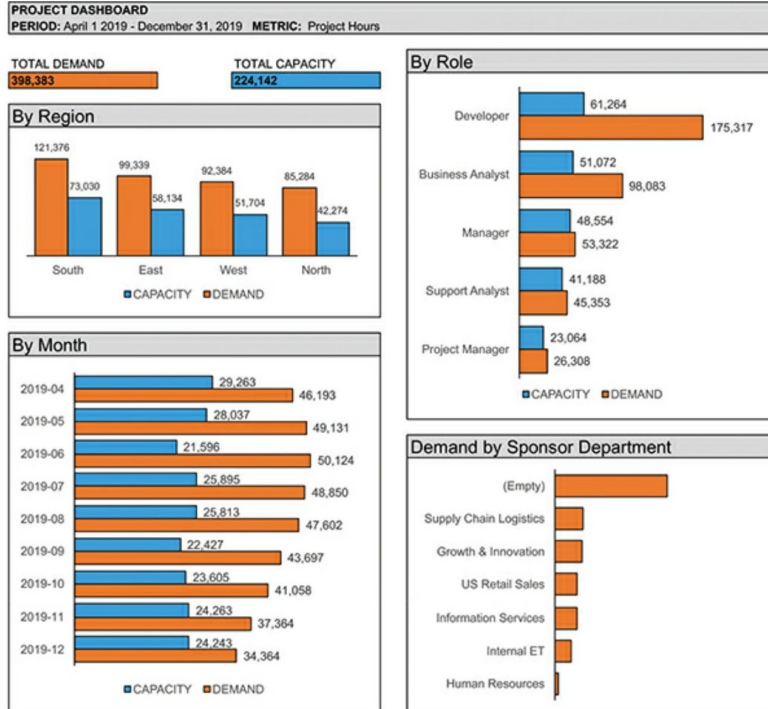 PROJECT DASHBOARD
PERIOD: April 1 2019 - December 31, 2019 METRIC: Project Hours
TOTAL DEMAND
398,383
TOTAL CAPACITY
224,142
By Region
121,376
73,030
99,339
58,134
92,384
51,704
85,284
42,274
South
East
West
North
CAPACITY DEMAND
By Month
2019-04
29,263
46,193
2019-05
28,037
49,131
2019-06
21,596
50,124
2019-07
25,895
48,850
2019-08
25,813
47,602
2019-09
22,427
43,697
2019-10
23,605
41,058
2019-11
24,263
37,364
2019-12
24,243
34,364
CAPACITY DEMAND
By Role
Developer
61,264
175,317
Business Analyst
51,072
98,083
Manager
48,554
53,322
Support Analyst
41,188
45,353
Project Manager
23,064
26,308
CAPACITY DEMAND
Demand by Sponsor Department
(Empty)
Supply Chain Logistics
Growth & Innovation
US Retail Sales
Information Services
Internal ET
Human Resources